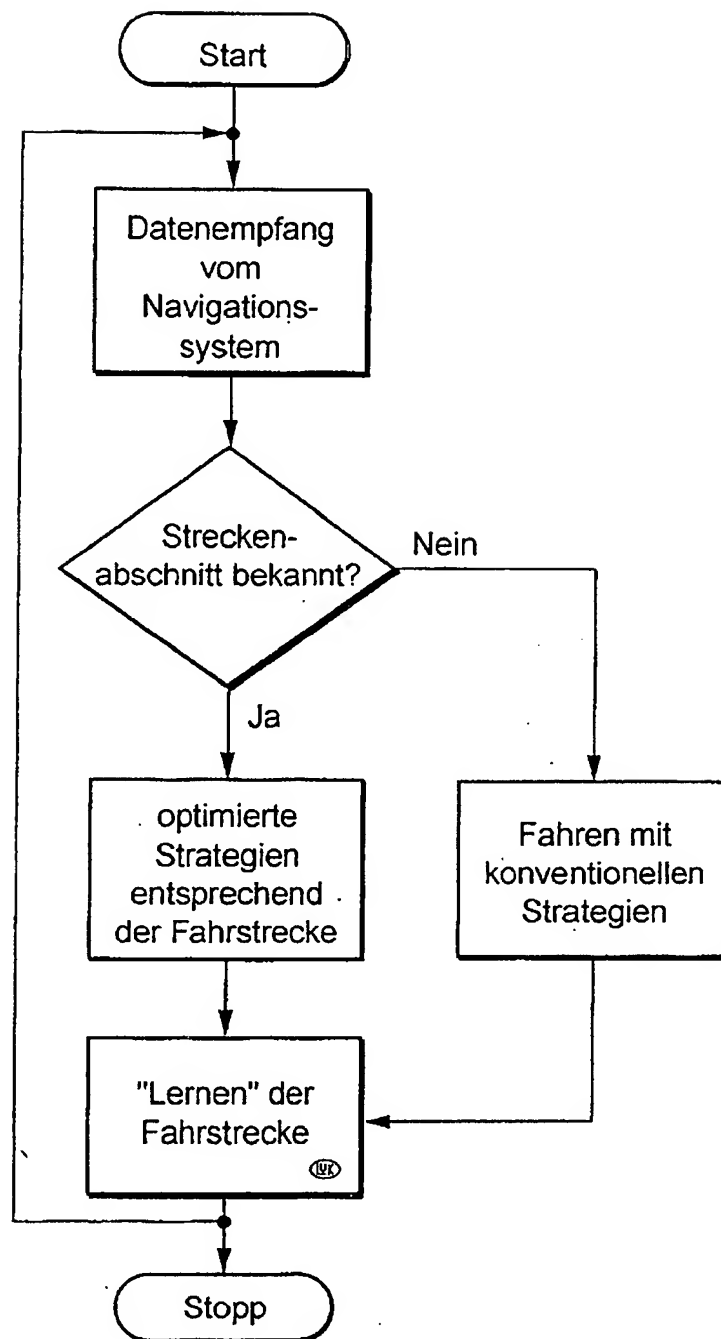 Start
Datenempfang
vom
Navigations-
system
Strecken-
abschnitt bekannt?
Nein
Ja
optimierte
Strategien
entsprechend
der Fahrstrecke
Fahren mit
konventionellen
Strategien
"Lernen" der
Fahrstrecke
LUK
Stopp